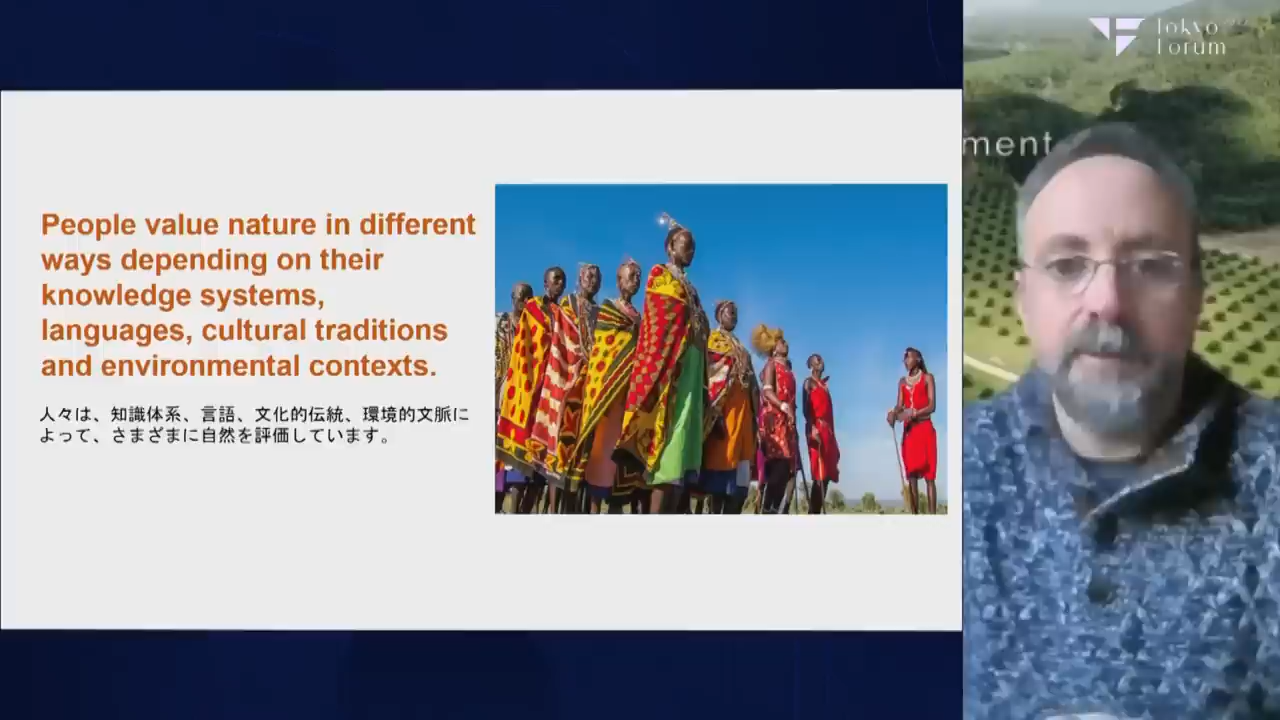 People value nature in different
ways depending on their
knowledge systems,
languages, cultural traditions
and environmental contexts.
人々は、知識体系、言語、文化的伝統、環境的文脈に
よって、さまざまに自然を評価しています。
Tokyo
Forum
ment